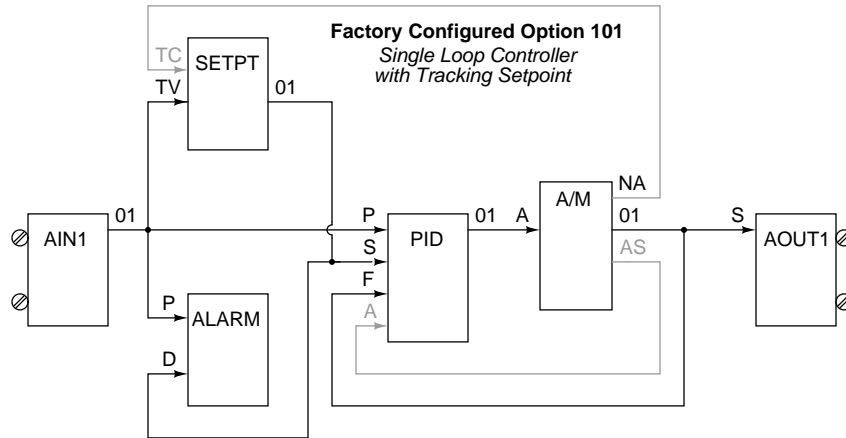 Factory Configured Option 101
Single Loop Controller
with Tracking Setpoint
TC
SETPT
TV
01
NA
A/M
01
P
01
A
01
S
AIN1
PID
AOUT1
S
AS
F
P
ALARM
A
D